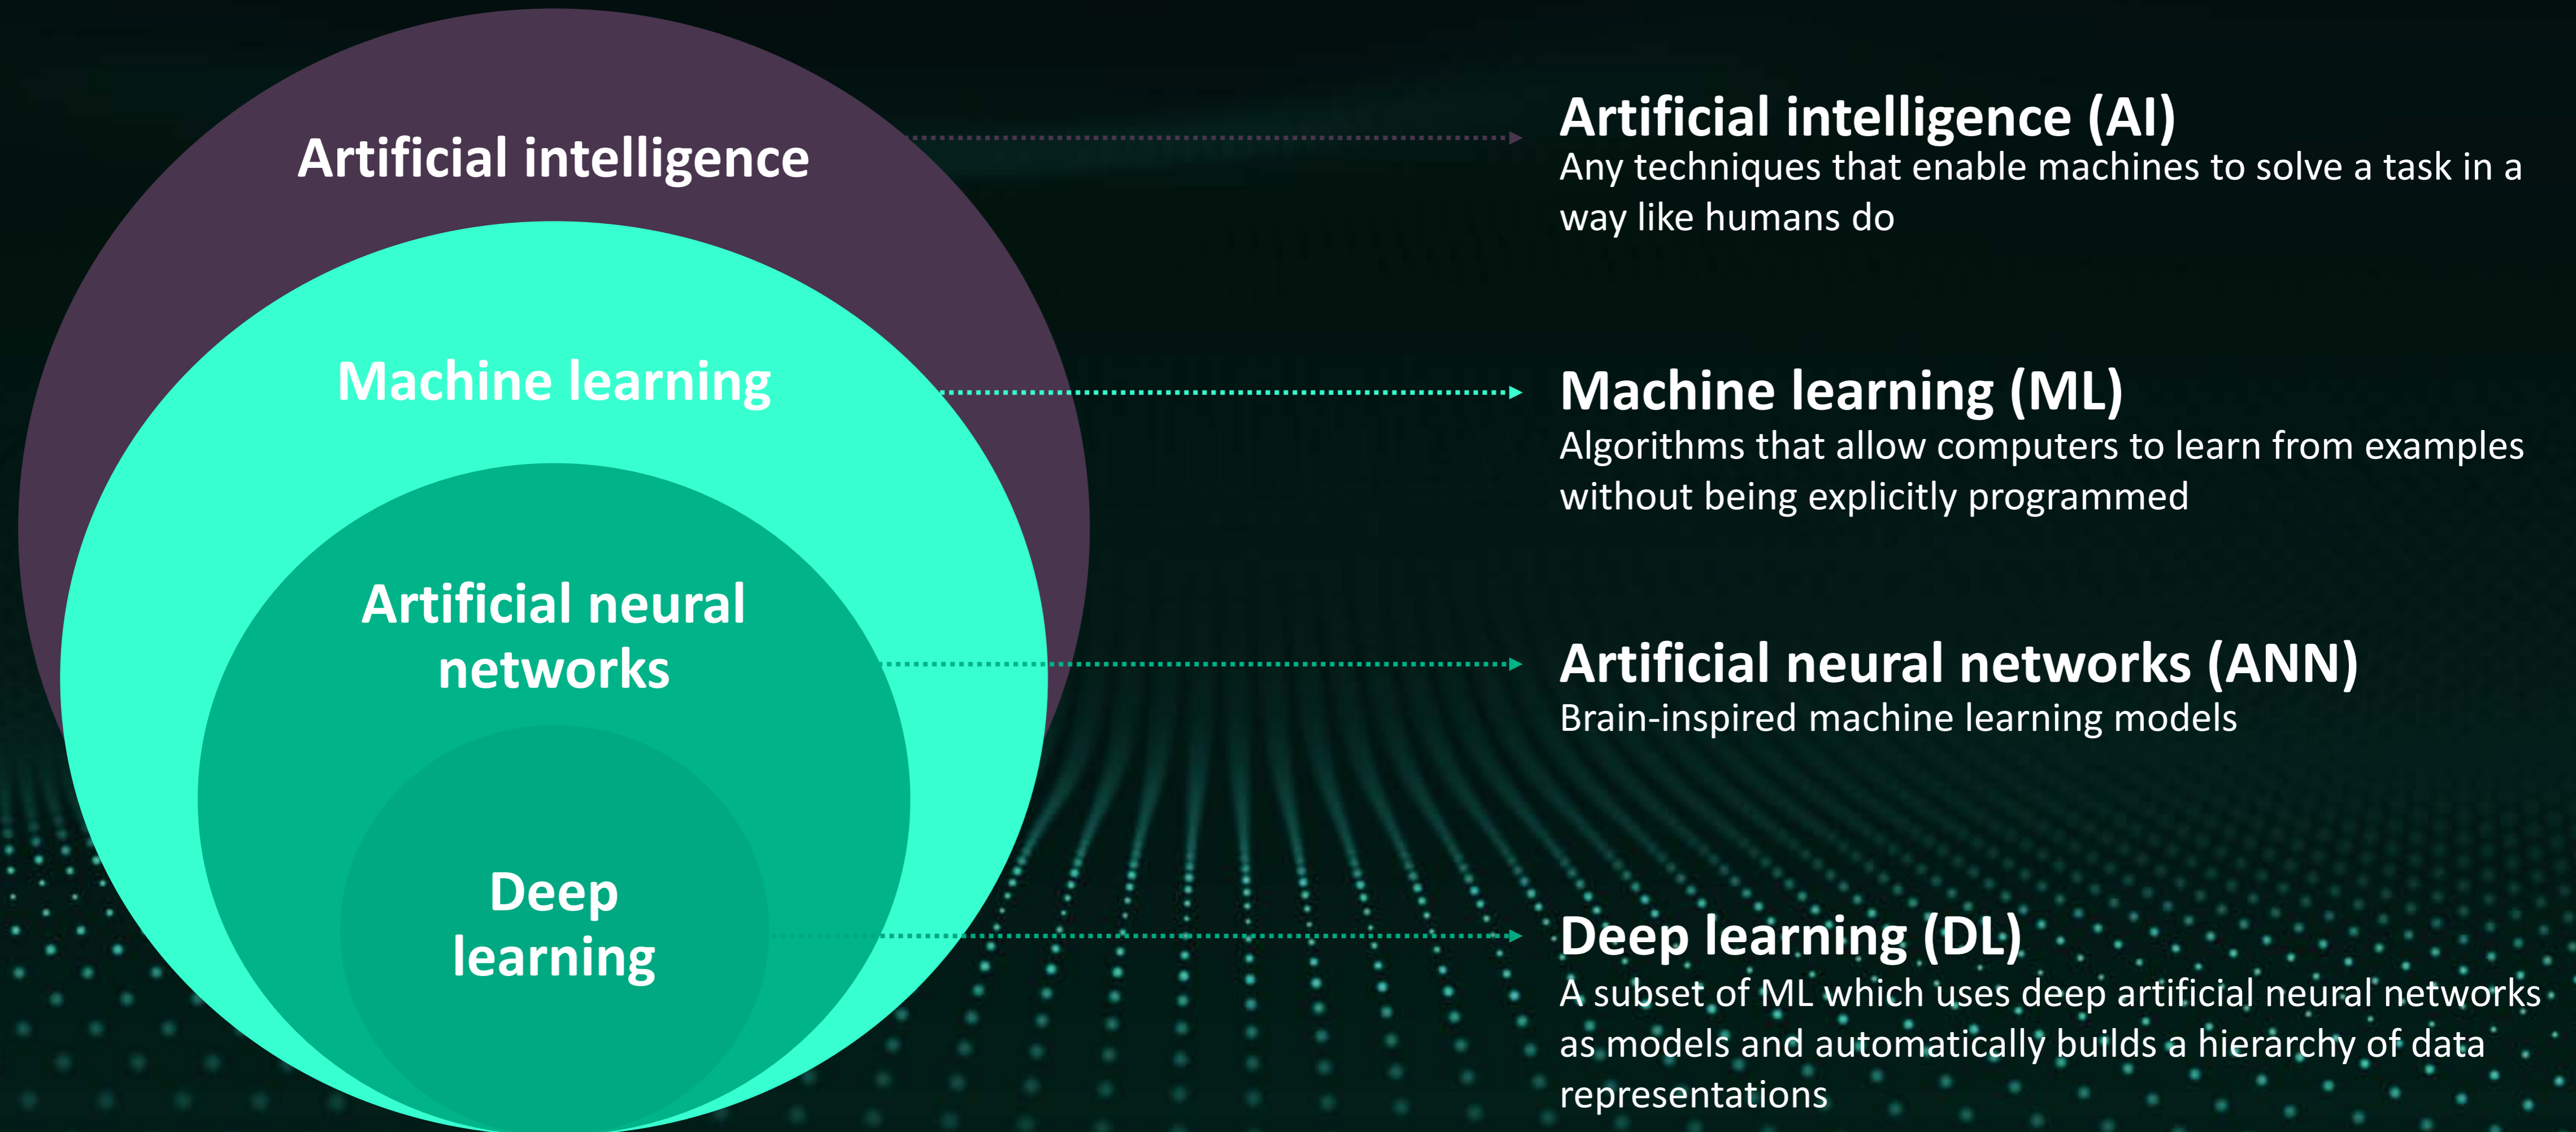 Artificial intelligence
Machine learning
Artificial neural
networks
Deep
learning
Artificial intelligence (AI)
Any techniques that enable machines to solve a task in a
way like humans do
Machine learning (ML)
Algorithms that allow computers to learn from examples
without being explicitly programmed
Artificial neural networks (ANN)
Brain-inspired machine learning models
Deep learning (DL)
A subset of ML which uses deep artificial neural networks
as models and automatically builds a hierarchy of data
representations